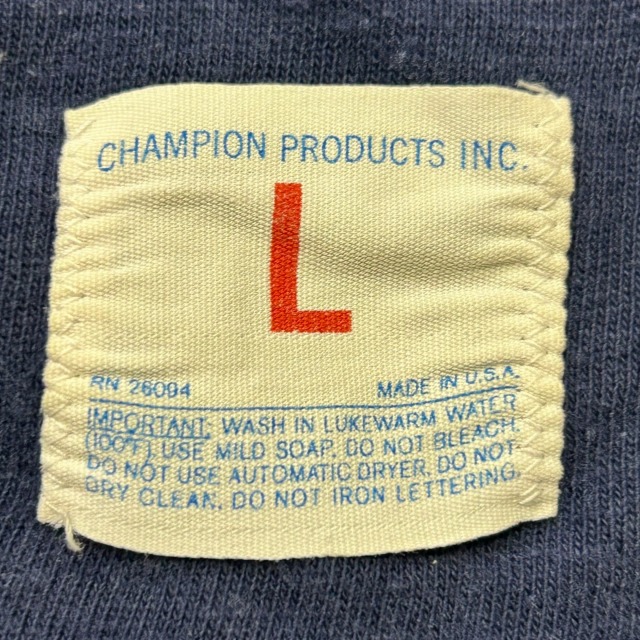 CHAMPION PRODUCTS INC.
L
RN 26094 MADE IN U.S.A.
IMPORTANT: WASH IN LUKEWARM WATER
(100°F) USE MILD SOAP. DO NOT BLEACH.
DO NOT USE AUTOMATIC DRYER. DO NOT
DRY CLEAN. DO NOT IRON LETTERING.